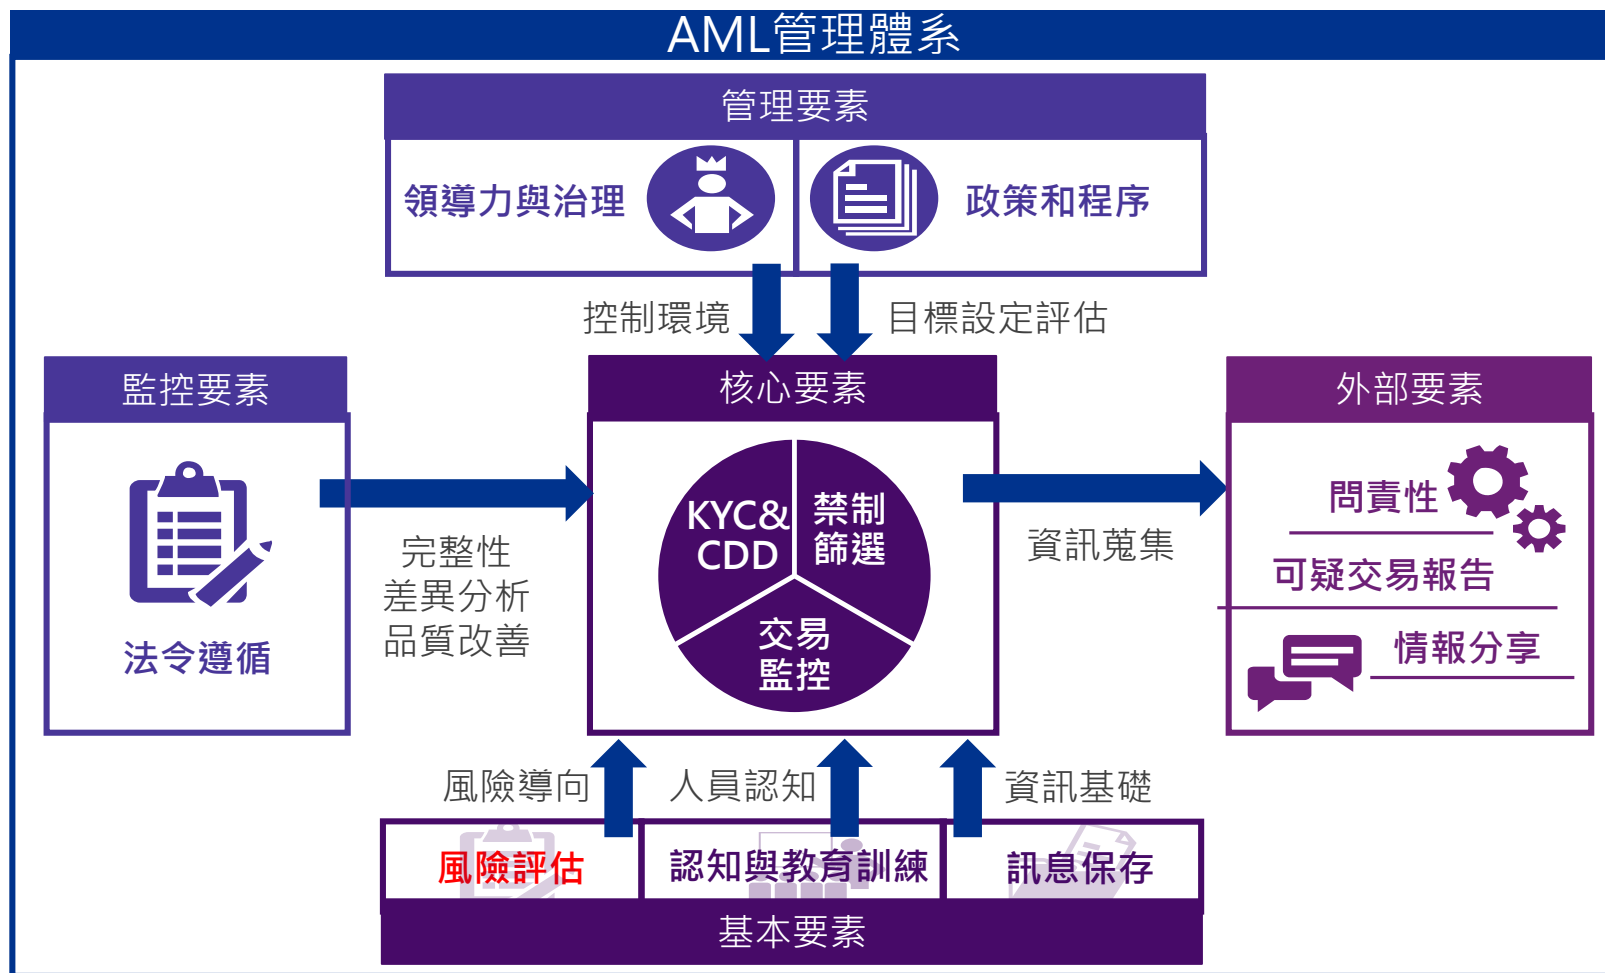 AML管理體系
管理要素
領導力與治理
政策和程序
控制環境
目標設定評估
監控要素
法令遵循
完整性
差異分析
品質改善
核心要素
KYC&
CDD
禁制
篩選
交易
監控
資訊蒐集
外部要素
問責性
可疑交易報告
情報分享
風險導向
人員認知
資訊基礎
風險評估
認知與教育訓練
訊息保存
基本要素